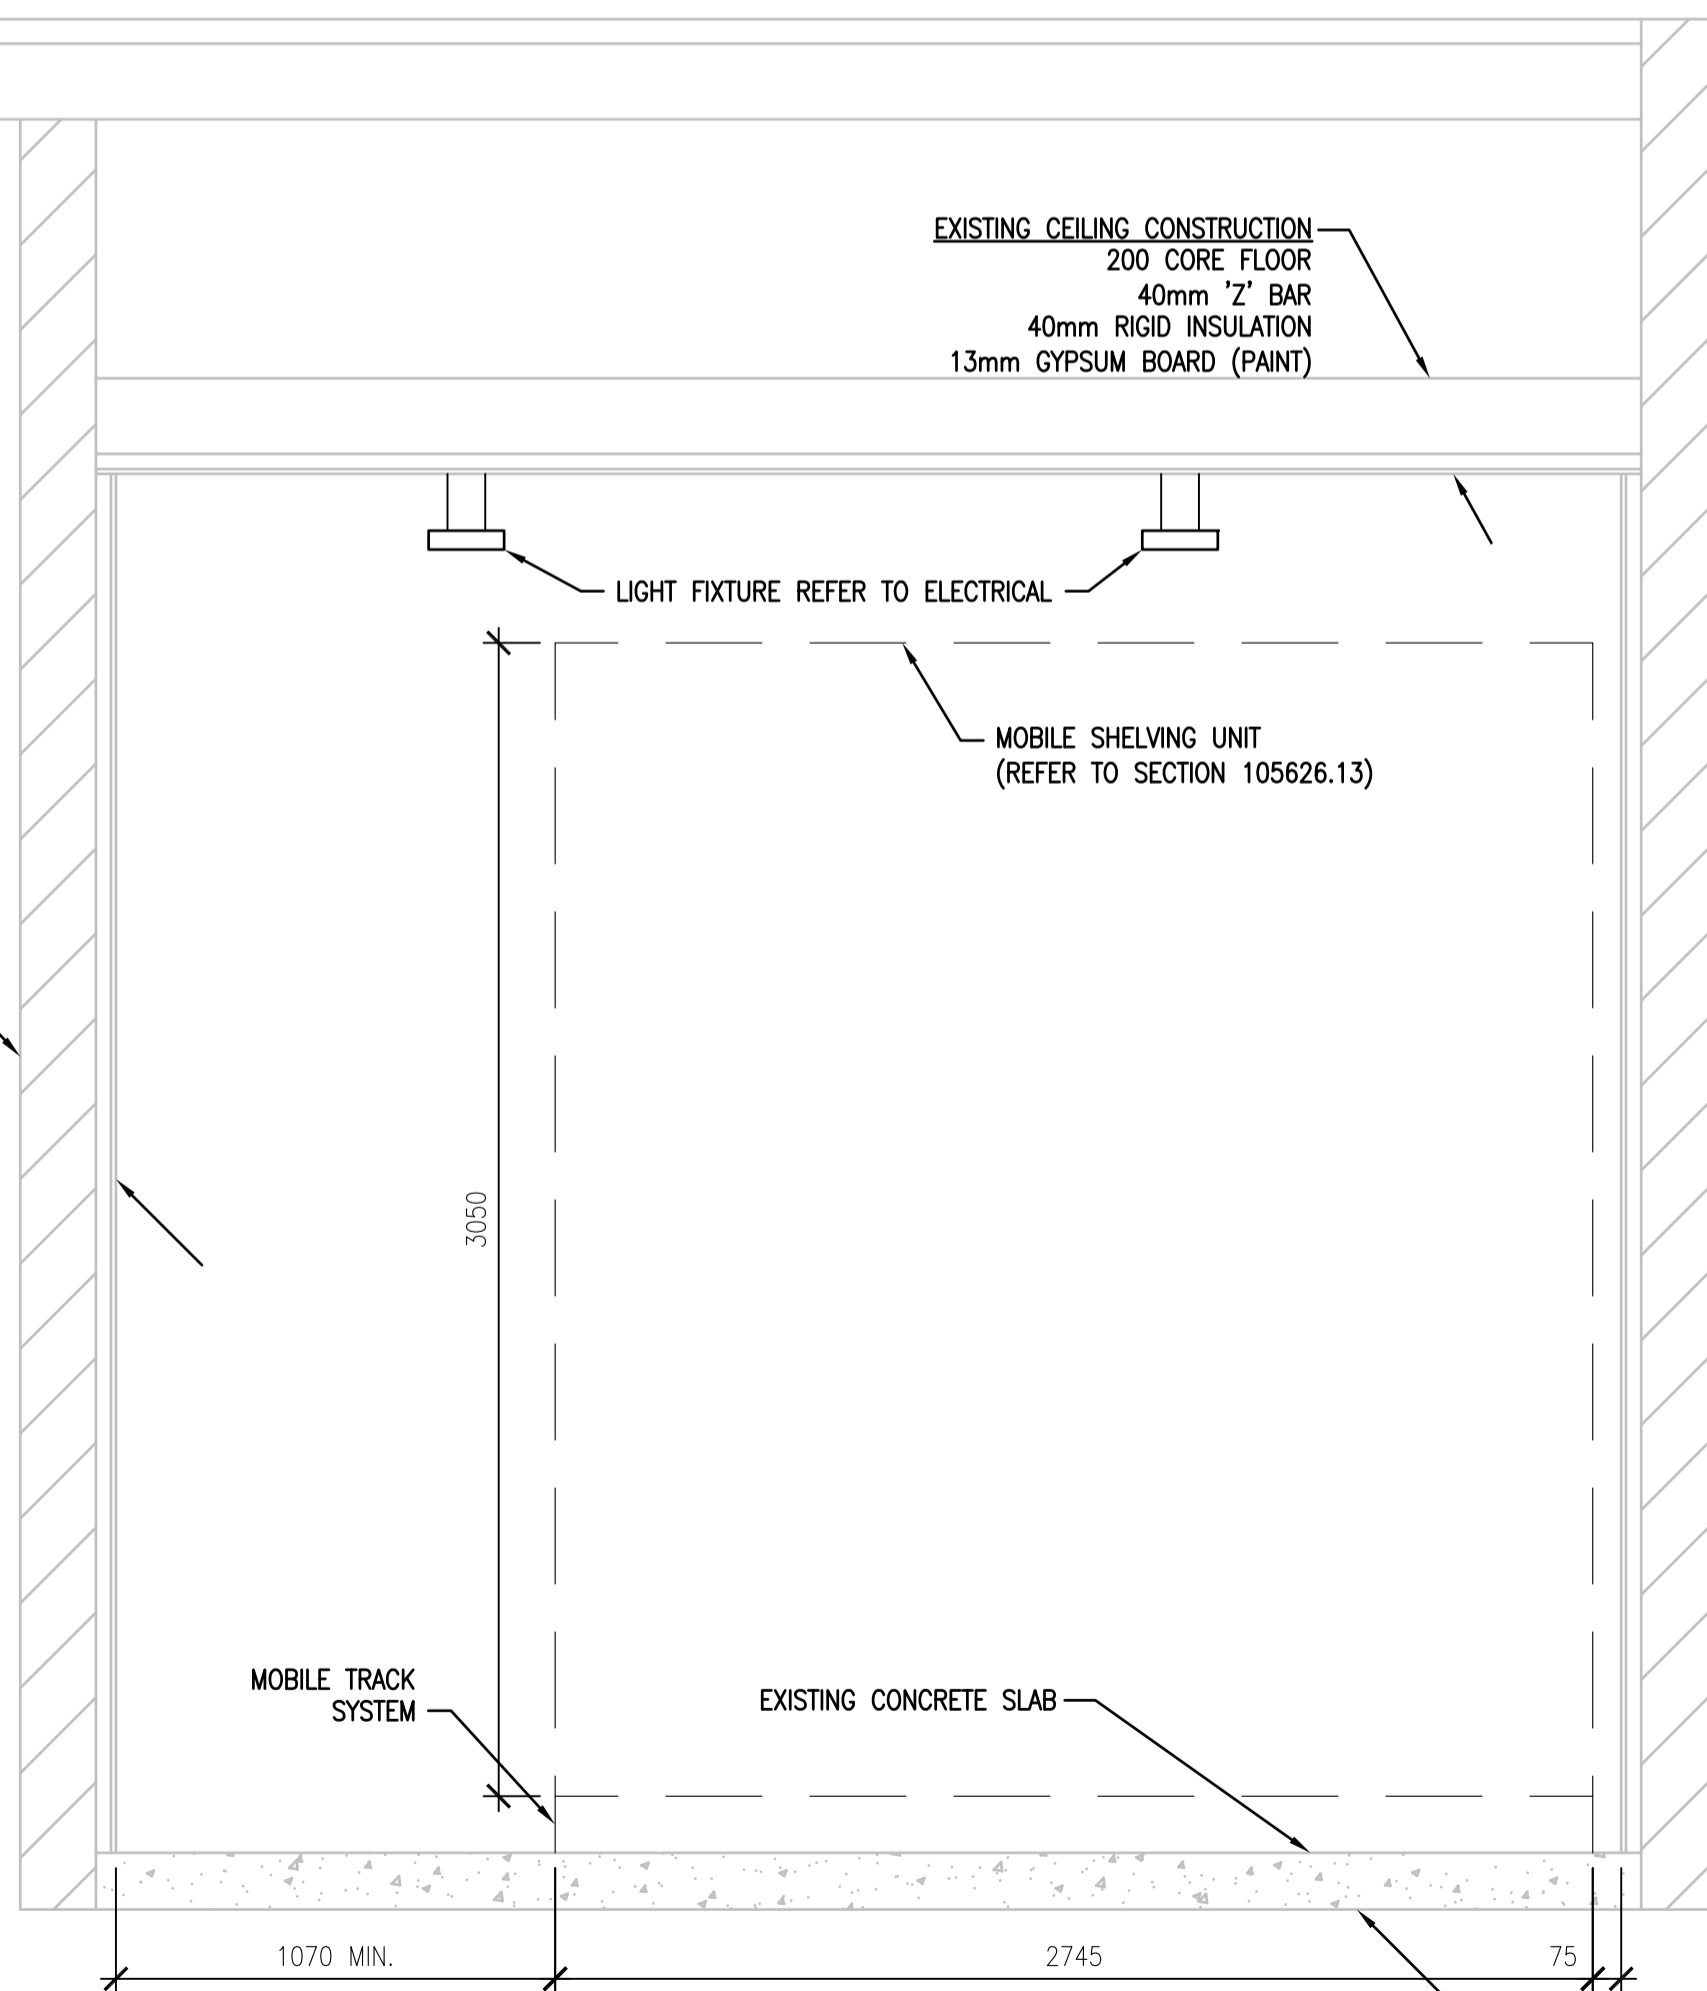 EXISTING CEILING CONSTRUCTION
200 CORE FLOOR
40mm 'Z' BAR
40mm RIGID INSULATION
13mm GYPSUM BOARD (PAINT)
LIGHT FIXTURE REFER TO ELECTRICAL
MOBILE SHELVING UNIT
(REFER TO SECTION 105626.13)
3050
MOBILE TRACK
SYSTEM
EXISTING CONCRETE SLAB
1070 MIN.
2745
75